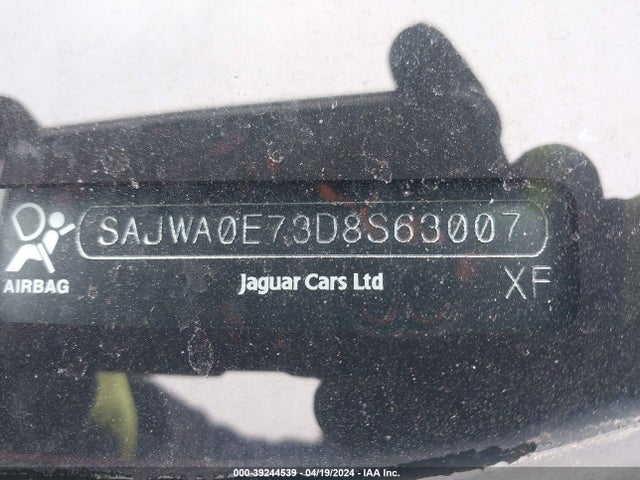 SAJWA0E73D8S63007
AIRBAG
Jaguar Cars Ltd
XF
000-39244539 - 04/19/2024 - IAA Inc.